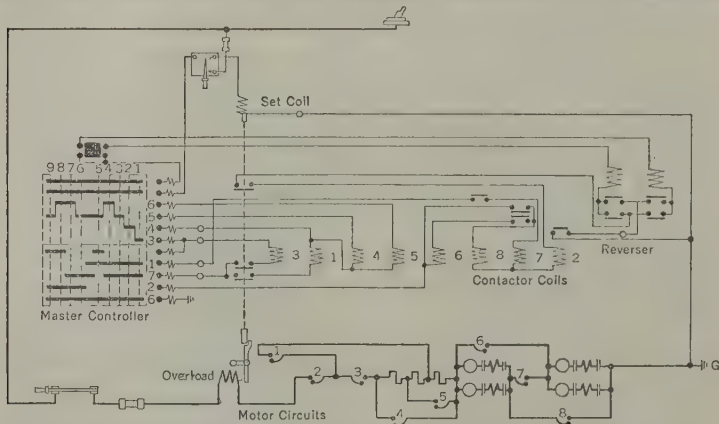 Set Coil
9 8 7 6 5 4 3 2 1
6
5
4
3
1
7
2
6
3 1 4 5 6 8 7 2
Reverser
Contactor Coils
Master Controller
1
6
G
Overload
2 3
7
5
Motor Circuits
4
8